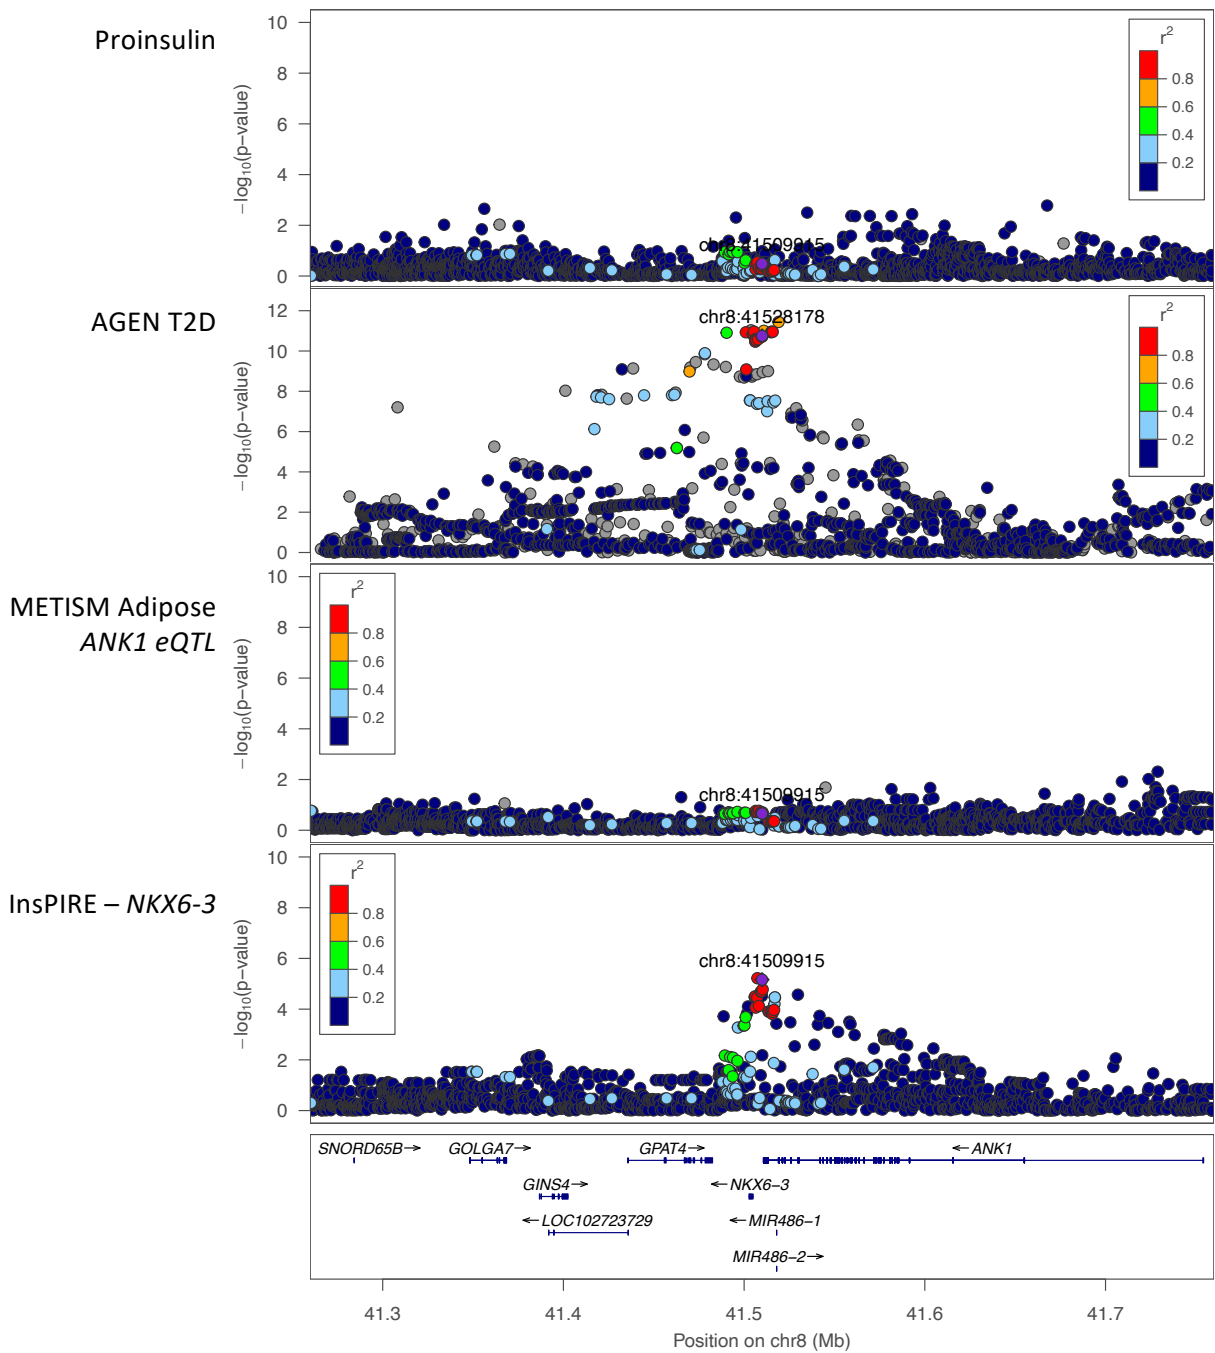 Proinsulin
10
8
6
4
2
0
−log10(p−value)
r2
0.8
0.6
0.4
0.2
chr8:41509915
AGEN T2D
12
10
8
6
4
2
0
−log10(p−value)
r2
0.8
0.6
0.4
0.2
chr8:41528178
METISM Adipose
ANK1 eQTL
10
8
6
4
2
0
−log10(p−value)
r2
0.8
0.6
0.4
0.2
chr8:41509915
InsPIRE – NKX6-3
10
8
6
4
2
0
−log10(p−value)
r2
0.8
0.6
0.4
0.2
chr8:41509915
SNORD65B→ GOLGA7→ GPAT4→ ←ANK1
GINS4→ ←NKX6−3
←LOC102723729 ←MIR486−1
MIR486−2→
41.3 41.4 41.5 41.6 41.7
Position on chr8 (Mb)